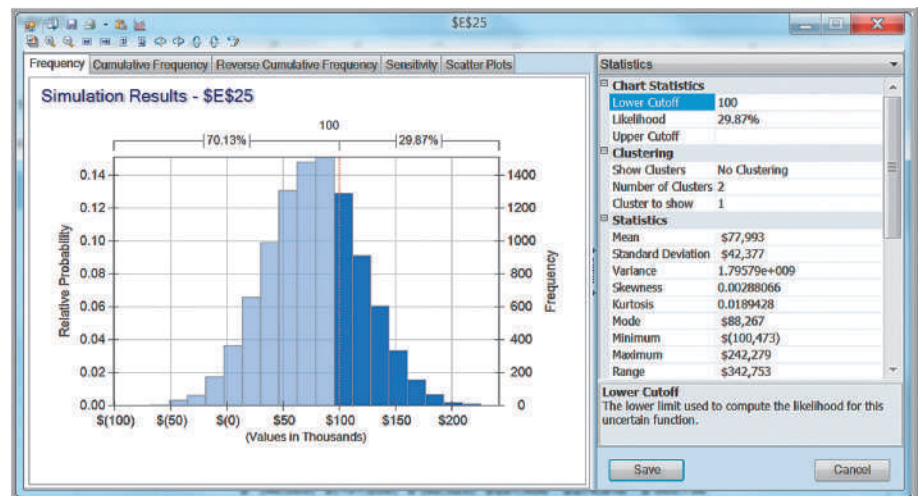 $E$25
Frequency Cumulative Frequency Reverse Cumulative Frequency Sensitivity Scatter Plots
Simulation Results - $E$25
100
70.13% 29.87%
0.14 1400
0.12 1200
0.10 1000
0.08 800
0.06 600
0.04 400
0.02 200
0.00 0
Relative Probability
Frequency
$(100) $(50) $(0) $50 $100 $150 $200
(Values in Thousands)
Statistics
Chart Statistics
Lower Cutoff 100
Likelihood 29.87%
Upper Cutoff
Clustering
Show Clusters No Clustering
Number of Clusters 2
Cluster to show 1
Statistics
Mean $77,993
Standard Deviation $42,377
Variance 1.79579e+009
Skewness 0.00288066
Kurtosis 0.0189428
Mode $88,267
Minimum $(100,473)
Maximum $242,279
Range $342,753
Lower Cutoff
The lower limit used to compute the likelihood for this
uncertain function.
Save Cancel